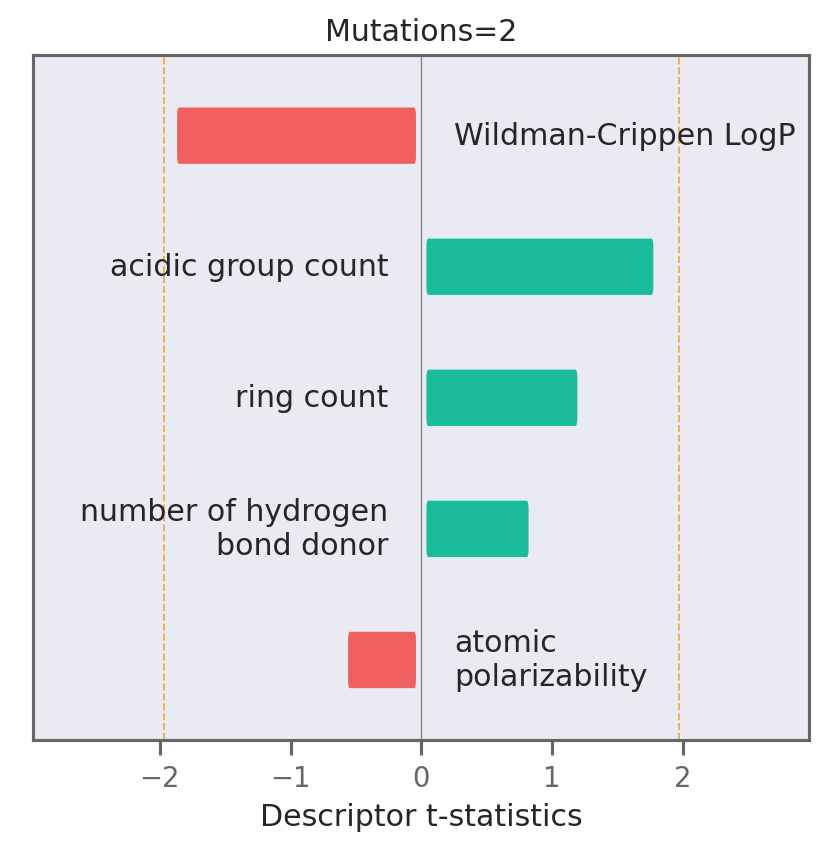 Mutations=2
Wildman-Crippen LogP
acidic group count
ring count
number of hydrogen
bond donor
atomic
polarizability
−2 −1 0 1 2
Descriptor t-statistics